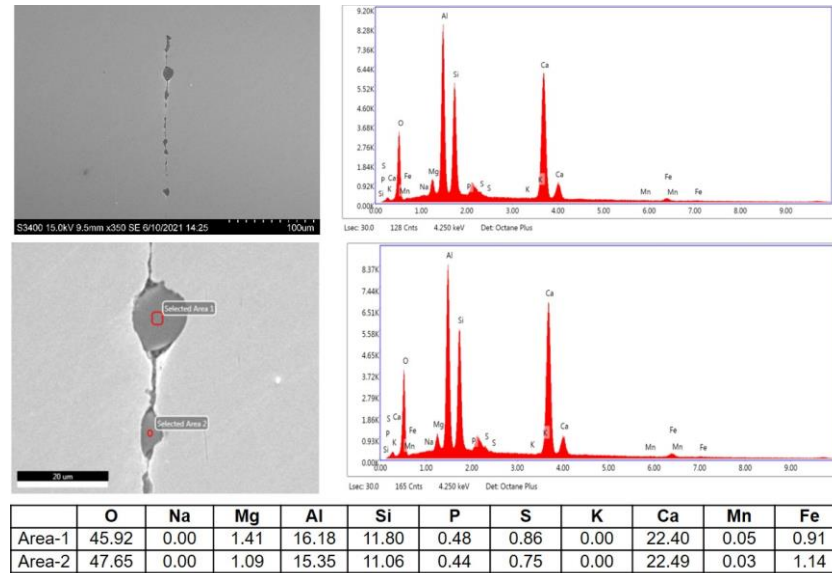 9.20K
8.28K
7.36K
6.44K
5.52K
4.60K
3.68K
2.76K
1.84K
0.92K
0.00K
Al
Si
Ca
O
S
P Ca Fe
K
Si Mn
Na
Mg
P S
S
K
K
Ca
Fe
Mn Mn Fe
0.00 1.00 2.00 3.00 4.00 5.00 6.00 7.00 8.00 9.00
Lsec: 30.0 128 Cnts 4.250 keV Det: Octane Plus
S3400 15.0kV 9.5mm x350 SE 6/10/2021 14:25 100um
Selected Area 1
Selected Area 2
20 um
8.37K
7.44K
6.51K
5.58K
4.65K
3.72K
2.79K
1.86K
0.93K
0.00K
Al
Ca
Si
O
S
Ca
P Fe
K
Si Mn
Na
Mg
P S
S
K
K
Ca
Fe
Mn Mn Fe
0.00 1.00 2.00 3.00 4.00 5.00 6.00 7.00 8.00 9.00
Lsec: 30.0 165 Cnts 4.250 keV Det: Octane Plus
O Na Mg Al Si P S K Ca Mn Fe
Area-1 45.92 0.00 1.41 16.18 11.80 0.48 0.86 0.00 22.40 0.05 0.91
Area-2 47.65 0.00 1.09 15.35 11.06 0.44 0.75 0.00 22.49 0.03 1.14